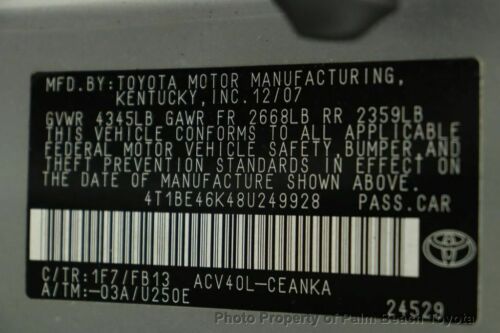 MFD.BY:TOYOTA MOTOR MANUFACTURING,
KENTUCKY, INC.12/07
GVWR 4345LB GAWR FR 2668LB RR 2359LB
THIS VEHICLE CONFORMS TO ALL APPLICABLE
FEDERAL MOTOR VEHICLE SAFETY, BUMPER, AND
THEFT PREVENTION STANDARDS IN EFFECT ON
THE DATE OF MANUFACTURE SHOWN ABOVE.
4T1BE46K48U249928 PASS.CAR
C/TR:1F7/FB13 ACV40L-CEANKA
A/TM:-03A/U250E
TOYOTA
24529
Photo Property of Palm Beach Toyota